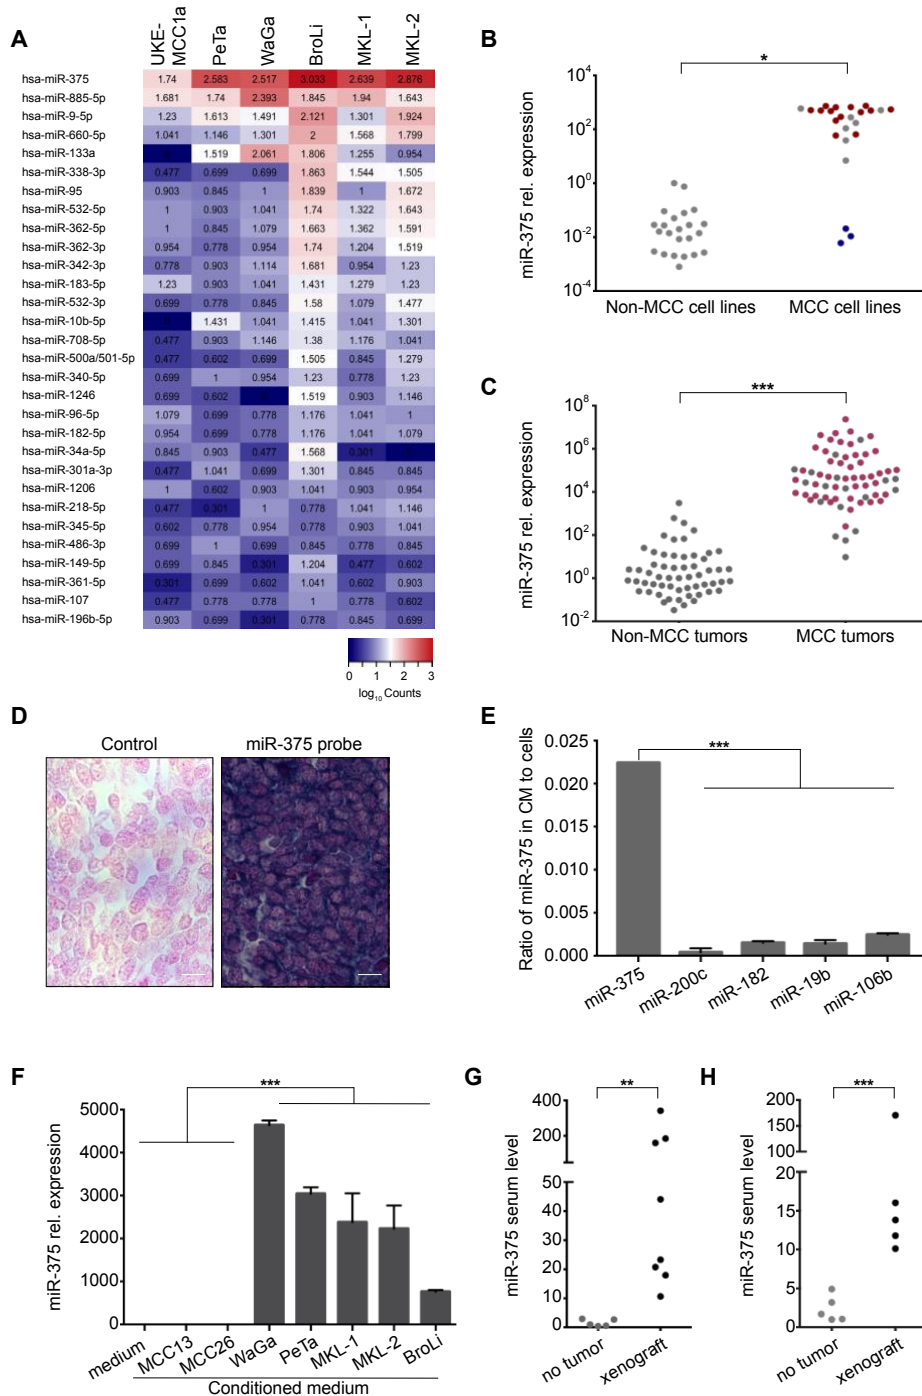 A
UKE-MCC1a PeTa WaGa BroLi MKL-1 MKL-2
hsa-miR-375 1.74 2.583 2.517 3.033 2.639 2.876
hsa-miR-885-5p 1.681 1.74 2.393 1.845 1.94 1.643
hsa-miR-9-5p 1.23 1.613 1.491 2.121 1.301 1.924
hsa-miR-660-5p 1.041 1.146 1.301 2 1.568 1.799
hsa-miR-133a 1.519 2.061 1.806 1.255 0.954
hsa-miR-338-3p 0.477 0.699 0.699 1.863 1.544 1.505
hsa-miR-95 0.903 0.845 1 1.839 1 1.672
hsa-miR-532-5p 1 0.903 1.041 1.74 1.322 1.643
hsa-miR-362-5p 1 0.845 1.079 1.663 1.362 1.591
hsa-miR-362-3p 0.954 0.778 0.954 1.74 1.204 1.519
hsa-miR-342-3p 0.778 0.903 1.114 1.681 0.954 1.23
hsa-miR-183-5p 1.23 0.903 1.041 1.431 1.279 1.23
hsa-miR-532-3p 0.699 0.778 0.845 1.58 1.079 1.477
hsa-miR-10b-5p 1.431 1.041 1.415 1.041 1.301
hsa-miR-708-5p 0.477 0.903 1.146 1.38 1.176 1.041
hsa-miR-500a/501-5p 0.477 0.602 0.699 1.505 0.845 1.279
hsa-miR-340-5p 0.699 1 0.954 1.23 0.778 1.23
hsa-miR-1246 0.699 0.602 1.519 0.903 1.146
hsa-miR-96-5p 1.079 0.699 0.778 1.176 1.041 1
hsa-miR-182-5p 0.954 0.699 0.778 1.176 1.041 1.079
hsa-miR-34a-5p 0.845 0.903 0.477 1.568 0.301
hsa-miR-301a-3p 0.477 1.041 0.699 1.301 0.845 0.845
hsa-miR-1206 1 0.602 0.903 1.041 0.903 0.954
hsa-miR-218-5p 0.477 0.301 1 0.778 1.041 1.146
hsa-miR-345-5p 0.602 0.778 0.954 0.778 0.903 1.041
hsa-miR-486-3p 0.699 1 0.699 0.845 0.778 0.845
hsa-miR-149-5p 0.699 0.845 0.301 1.204 0.477 0.602
hsa-miR-361-5p 0.301 0.699 0.602 1.041 0.602 0.903
hsa-miR-107 0.477 0.778 0.778 1 0.778 0.602
hsa-miR-196b-5p 0.903 0.699 0.301 0.778 0.845 0.699
0 1 2 3
log10 Counts
B
*
miR-375 rel. expression
10^4
10^2
10^0
10^-2
10^-4
Non-MCC cell lines MCC cell lines
C
***
miR-375 rel. expression
10^8
10^6
10^4
10^2
10^0
10^-2
Non-MCC tumors MCC tumors
D
Control miR-375 probe
E
***
Ratio of miR-375 in CM to cells
0.025
0.020
0.015
0.010
0.005
0.000
miR-375 miR-200c miR-182 miR-19b miR-106b
F
***
miR-375 rel. expression
5000
4000
3000
2000
1000
0
medium MCC13 MCC26 WaGa PeTa MKL-1 MKL-2 BroLi
Conditioned medium
G
**
miR-375 serum level
400
200
50
40
30
20
10
0
no tumor xenograft
H
***
miR-375 serum level
200
150
100
20
15
10
5
0
no tumor xenograft